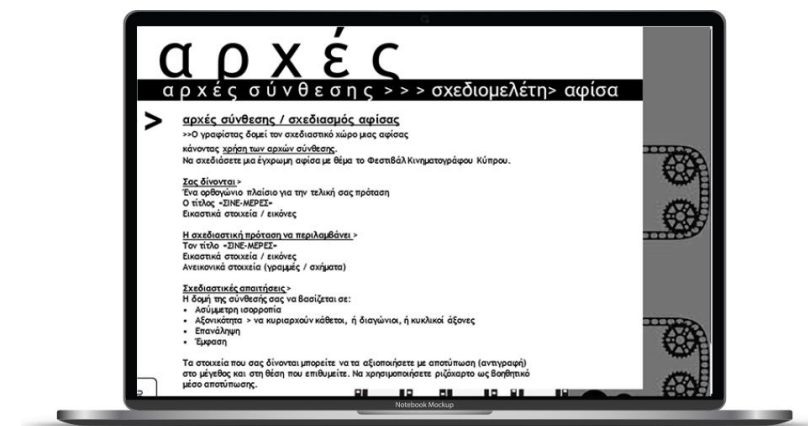 αρχές
αρχές σύνθεσης >>> σχεδιομελέτη> αφίσα
>
αρχές σύνθεσης / σχεδιασμός αφίσας
>>Ο γραφίστας δομεί τον σχεδιαστικό χώρο μιας αφίσας
κάνοντας χρήση των αρχών σύνθεσης.
Να σχεδιάσετε μια έγχρωμη αφίσα με θέμα το Φεστιβάλ Κινηματογράφου Κύπρου.
Σας δίνονται >
Ένα ορθογώνιο πλαίσιο για την τελική σας πρόταση
Ο τίτλος «ΣΙΝΕ-ΜΕΡΕΣ»
Εικαστικά στοιχεία / εικόνες
Η σχεδιαστική πρόταση να περιλαμβάνει >
Τον τίτλο «ΣΙΝΕ-ΜΕΡΕΣ»
Εικαστικά στοιχεία / εικόνες
Ανεικονικά στοιχεία (γραμμές / σχήματα)
Σχεδιαστικές απαιτήσεις >
Η δομή της σύνθεσής σας να βασίζεται σε:
• Ασύμμετρη ισορροπία
• Αξονικότητα > να κυριαρχούν κάθετοι, ή διαγώνιοι, ή κυκλικοί άξονες
• Επανάληψη
• Έμφαση
Τα στοιχεία που σας δίνονται μπορείτε να τα αξιοποιήσετε με αποτύπωση (αντιγραφή)
στο μέγεθος και στη θέση που επιθυμείτε. Να χρησιμοποιήσετε ριζόχαρτο ως βοηθητικό
μέσο αποτύπωσης.
Notebook Mockup